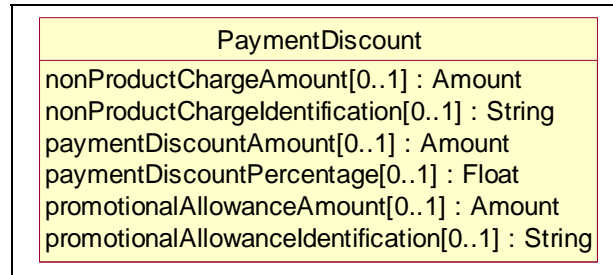 PaymentDiscount
nonProductChargeAmount[0..1] : Amount
nonProductChargeIdentification[0..1] : String
paymentDiscountAmount[0..1] : Amount
paymentDiscountPercentage[0..1] : Float
promotionalAllowanceAmount[0..1] : Amount
promotionalAllowanceIdentification[0..1] : String